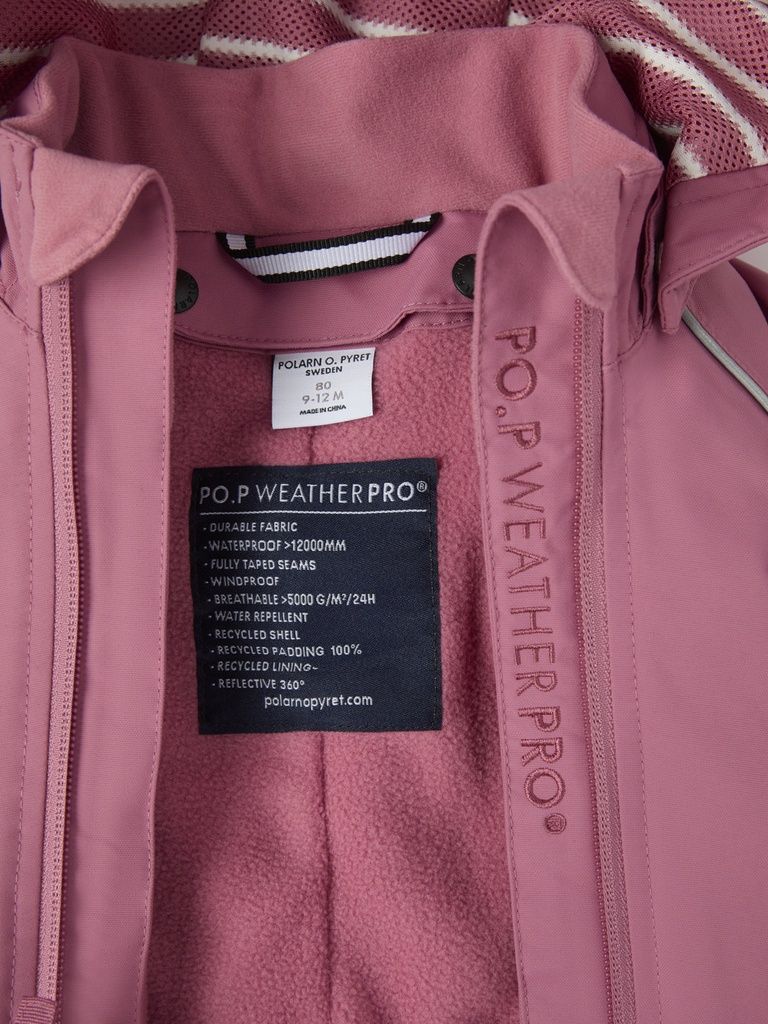 POLARN O. PYRET
SWEDEN
80
9-12 M
MADE IN CHINA
PO.P WEATHERPRO®
- DURABLE FABRIC
- WATERPROOF >12000MM
- FULLY TAPED SEAMS
- WINDPROOF
- BREATHABLE >5000 G/M²/24H
- WATER REPELLENT
- RECYCLED SHELL
- RECYCLED PADDING 100%
- RECYCLED LINING-
- REFLECTIVE 360°
polarnopyret.com
PO.P WEATHERPRO®